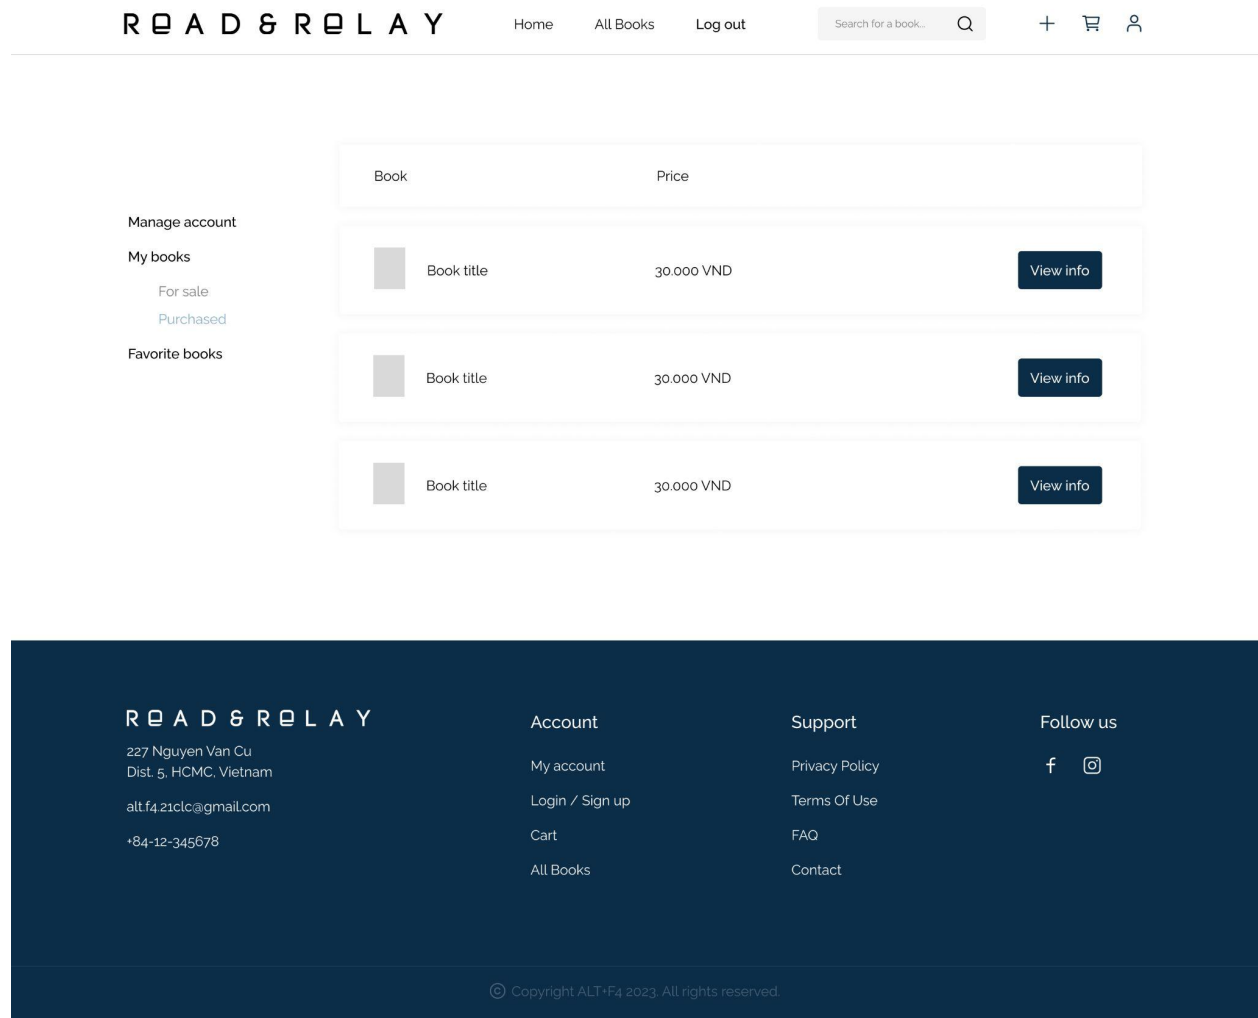 READ & RELAY
Home
All Books
Log out
Search for a book...
Book
Price
Manage account
My books
For sale
Purchased
Favorite books
Book title
30.000 VND
View info
Book title
30.000 VND
View info
Book title
30.000 VND
View info
READ & RELAY
227 Nguyen Van Cu
Dist. 5, HCMC, Vietnam
alt.f4.21clc@gmail.com
+84-12-345678
Account
My account
Login / Sign up
Cart
All Books
Support
Privacy Policy
Terms Of Use
FAQ
Contact
Follow us
© Copyright ALT+F4 2023. All rights reserved.